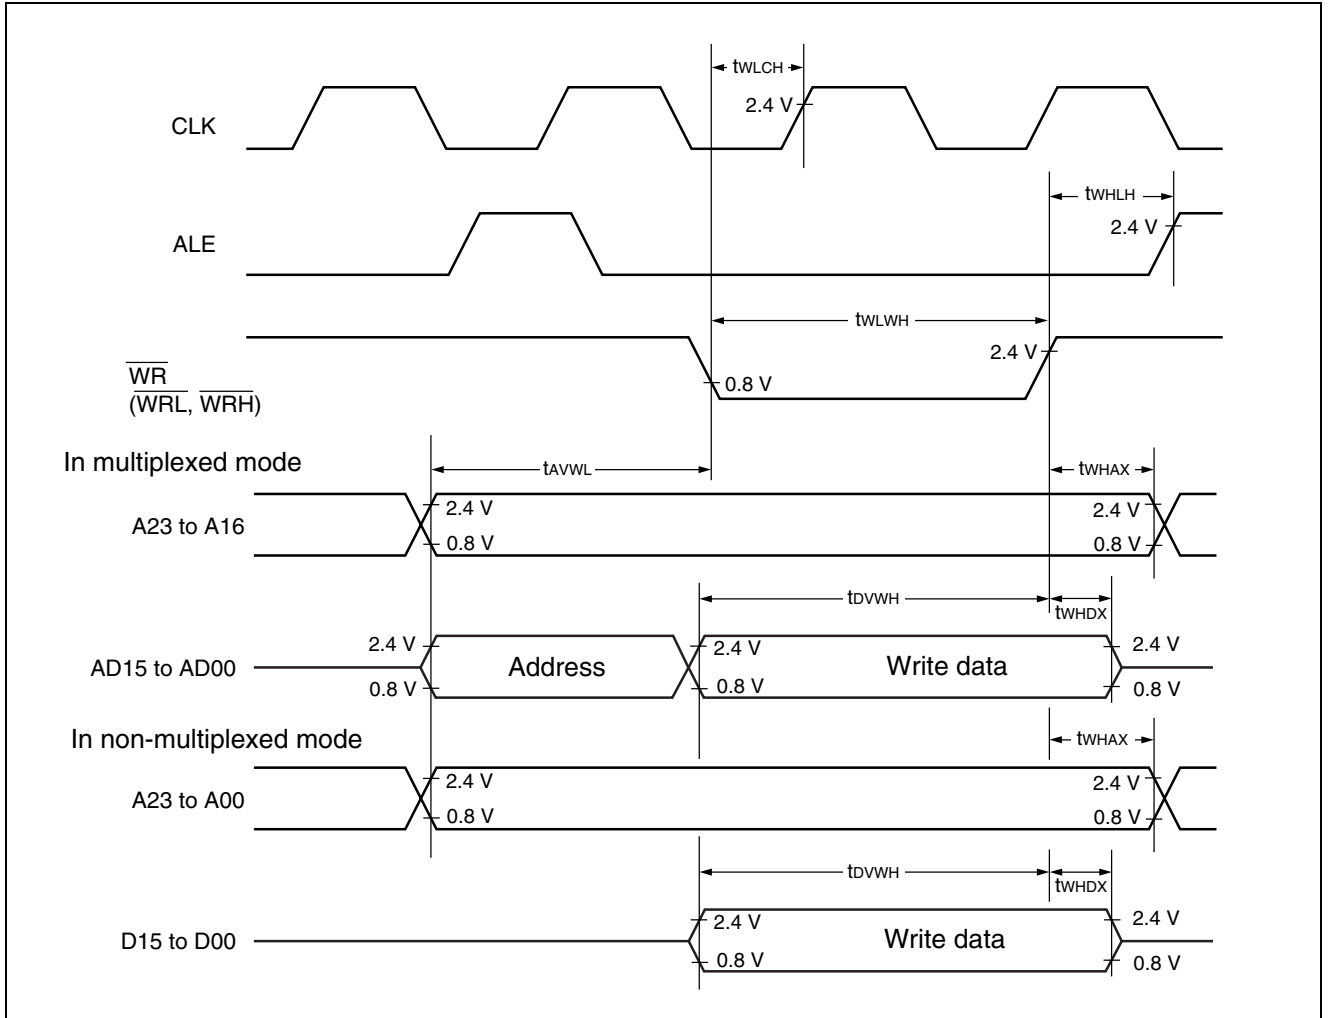 tWLCH
2.4 V
CLK
tWHLH
2.4 V
ALE
tWLWH
2.4 V
0.8 V
WR
(WRL, WRH)
In multiplexed mode
tAVWL
tWHAX
2.4 V
2.4 V
A23 to A16
0.8 V
0.8 V
tDVWH
tWHDX
2.4 V
2.4 V
2.4 V
AD15 to AD00
Address
Write data
0.8 V
0.8 V
0.8 V
In non-multiplexed mode
tWHAX
2.4 V
2.4 V
A23 to A00
0.8 V
0.8 V
tDVWH
tWHDX
2.4 V
2.4 V
D15 to D00
Write data
0.8 V
0.8 V